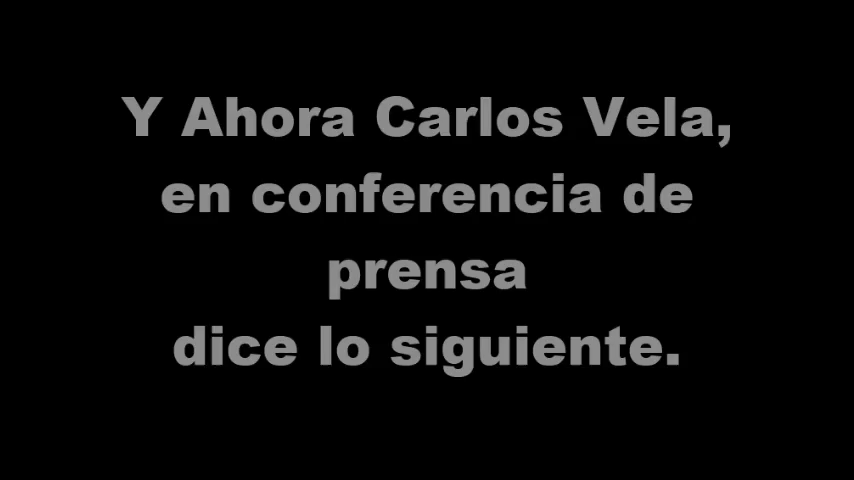 Y Ahora Carlos Vela,
en conferencia de
prensa
dice lo siguiente.